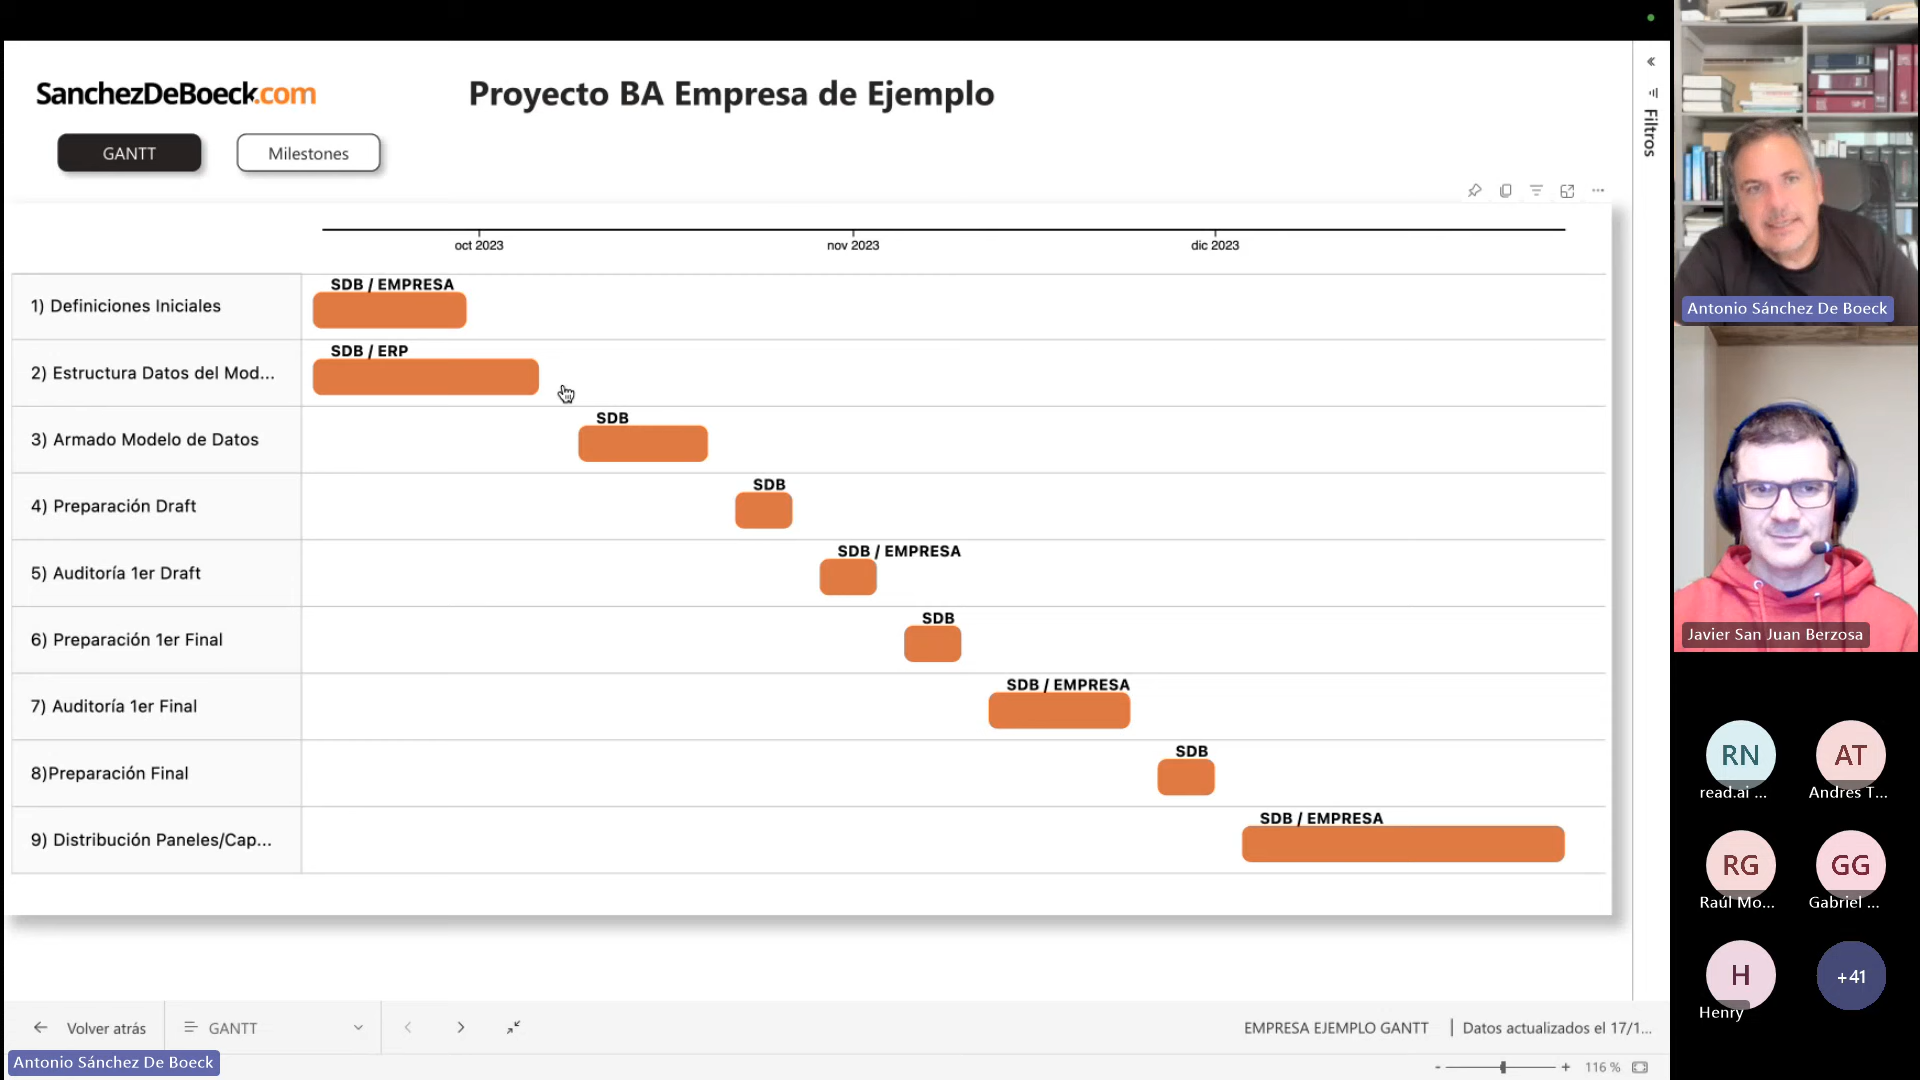 SanchezDeBoeck.com
Proyecto BA Empresa de Ejemplo
GANTT
Milestones
Filtros
oct 2023
nov 2023
dic 2023
1) Definiciones Iniciales
SDB / EMPRESA
2) Estructura Datos del Mod...
SDB / ERP
3) Armado Modelo de Datos
SDB
4) Preparación Draft
SDB
5) Auditoría 1er Draft
SDB / EMPRESA
6) Preparación 1er Final
SDB
7) Auditoría 1er Final
SDB / EMPRESA
8)Preparación Final
SDB
9) Distribución Paneles/Cap...
SDB / EMPRESA
Volver atrás
GANTT
EMPRESA EJEMPLO GANTT
Datos actualizados el 17/1...
Antonio Sánchez De Boeck
- + 116 %
Antonio Sánchez De Boeck
Javier San Juan Berzosa
RN
read.ai ...
AT
Andres T...
RG
Raúl Mo...
GG
Gabriel ...
H
Henry
+41